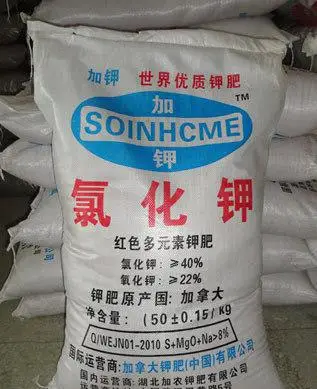 加钾 世界优质钾肥
加
SOINHCME
TM
钾
氯化钾
红色多元素钾肥
氯化钾:≥40%
氧化钾:≥22%
钾肥原产国:加拿大
净含量:(50±0.15/kg
Q/WEJN01-2010 S+MgO+Na>8%
国际运营商:加拿大钾肥(中国)有限公司
国内运营商:湖北加农钾肥有限公司